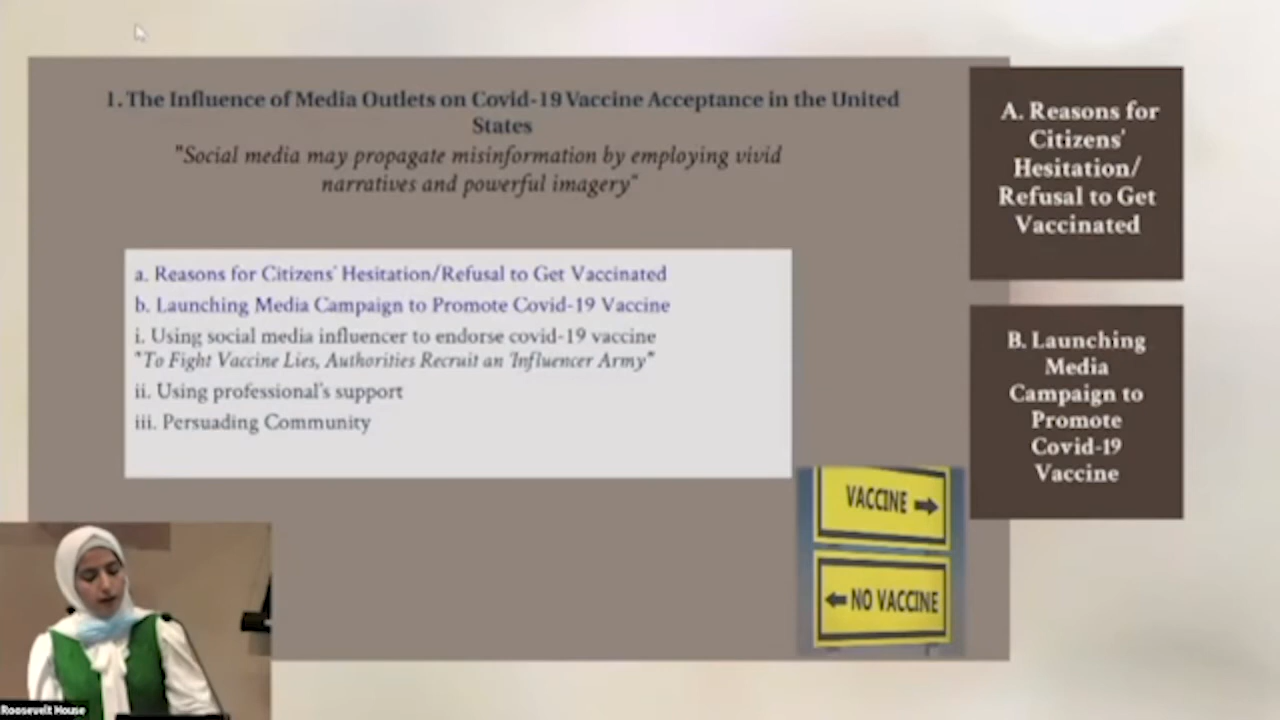 1. The Influence of Media Outlets on Covid-19 Vaccine Acceptance in the United
States
"Social media may propagate misinformation by employing vivid
narratives and powerful imagery"
a. Reasons for Citizens' Hesitation/Refusal to Get Vaccinated
b. Launching Media Campaign to Promote Covid-19 Vaccine
i. Using social media influencer to endorse covid-19 vaccine
"To Fight Vaccine Lies, Authorities Recruit an 'Influencer Army"
ii. Using professional's support
iii. Persuading Community
A. Reasons for
Citizens'
Hesitation/
Refusal to Get
Vaccinated
B. Launching
Media
Campaign to
Promote
Covid-19
Vaccine
VACCINE
NO VACCINE
Roosevelt House